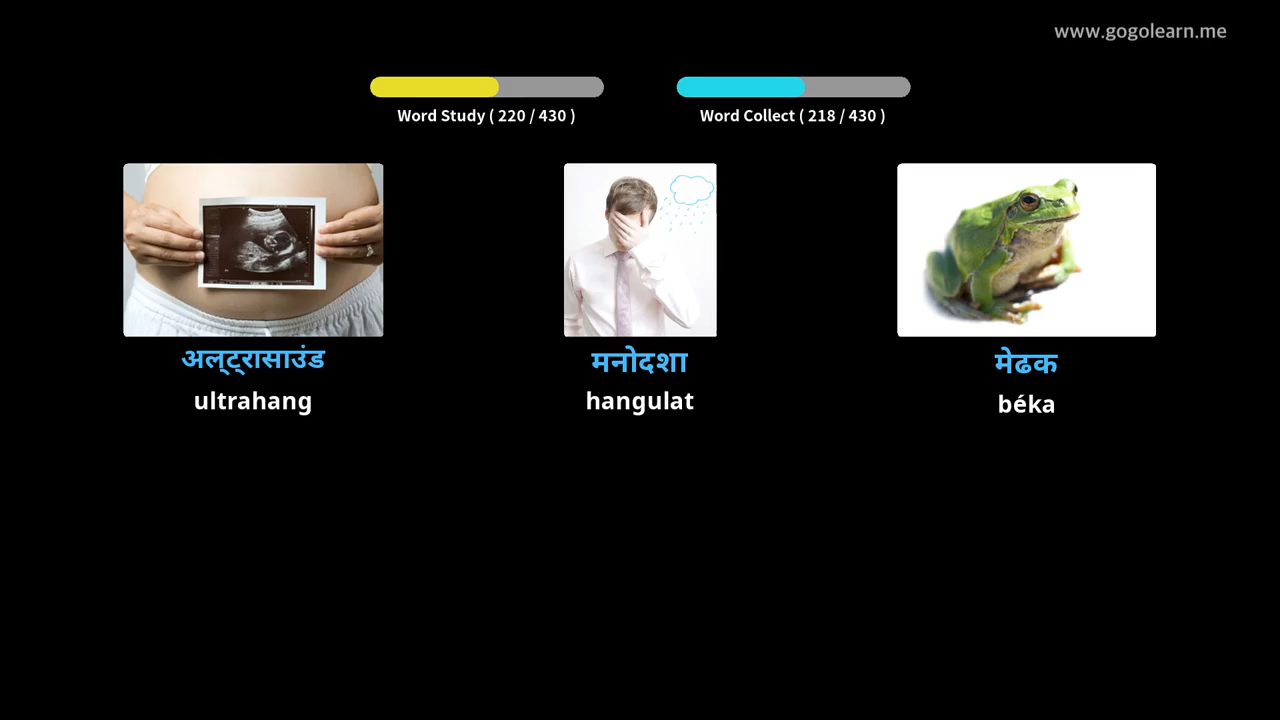 www.gogolearn.me
Word Study ( 220 / 430 )
Word Collect ( 218 / 430 )
अल्ट्रासाउंड
मनोदशा
मेढक
ultrahang
hangulat
béka